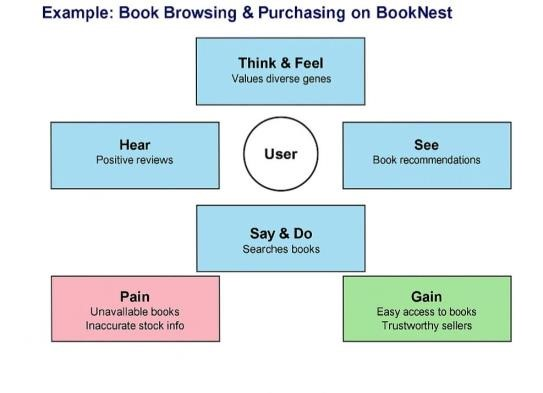 Example: Book Browsing & Purchasing on BookNest
Think & Feel
Values diverse genes
Hear
Positive reviews
User
See
Book recommendations
Say & Do
Searches books
Pain
Unavallable books
Inaccurate stock info
Gain
Easy access to books
Trustworthy sellers